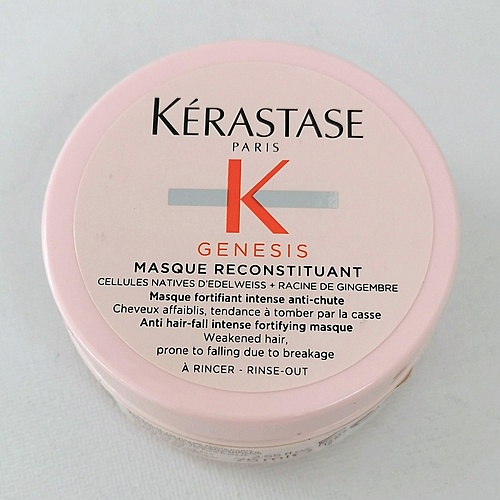 KÉRASTASE
PARIS
K
GENESIS
MASQUE RECONSTITUANT
CELLULES NATIVES D'EDELWEISS + RACINE DE GINGEMBRE
Masque fortifiant intense anti-chute
Cheveux affaiblis, tendance à tomber par la casse
Anti hair-fall intense fortifying masque
Weakened hair,
prone to falling due to breakage
À RINCER - RINSE-OUT